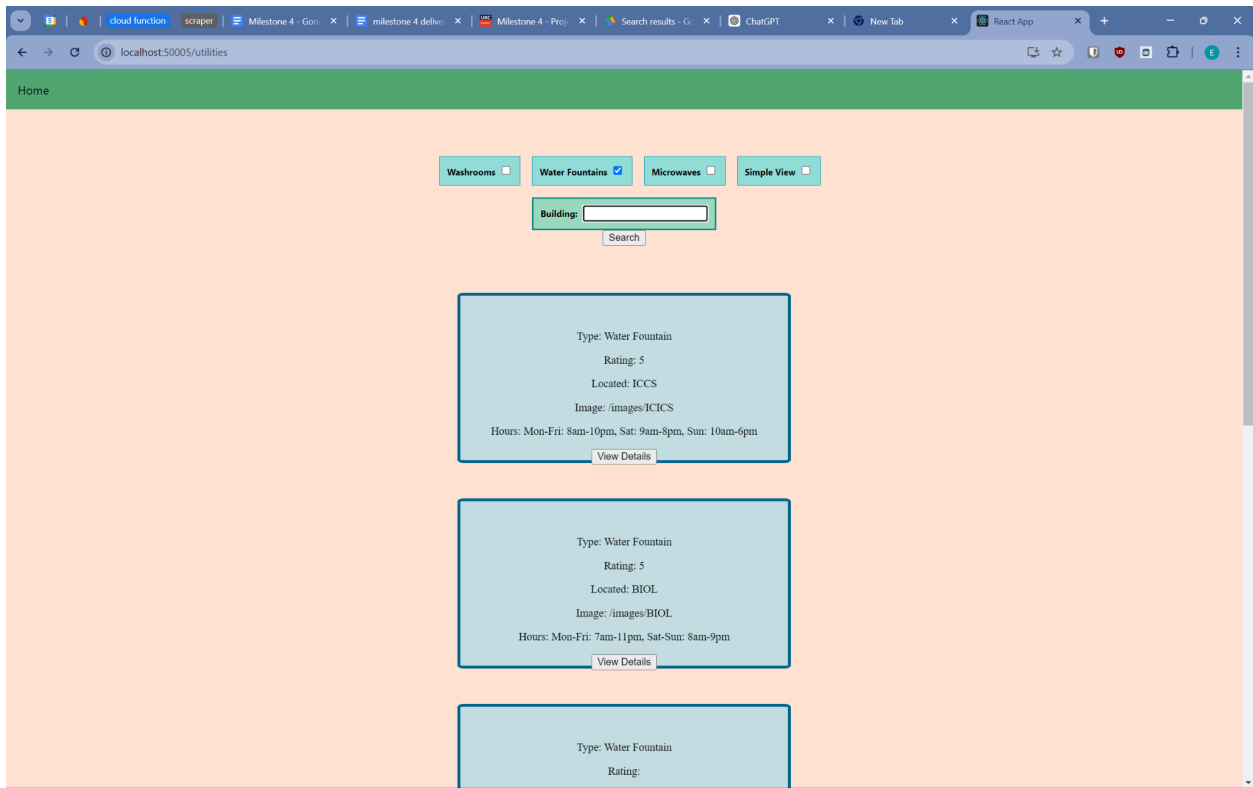 cloud function scraper Milestone 4 - Goo milestone 4 deliver Milestone 4 - Proj Search results - Go ChatGPT New Tab React App
localhost:50005/utilities
Home
Washrooms Water Fountains Microwaves Simple View
Building:
Search
Type: Water Fountain
Rating: 5
Located: ICCS
Image: /images/ICICS
Hours: Mon-Fri: 8am-10pm, Sat: 9am-8pm, Sun: 10am-6pm
View Details
Type: Water Fountain
Rating: 5
Located: BIOL
Image: /images/BIOL
Hours: Mon-Fri: 7am-11pm, Sat-Sun: 8am-9pm
View Details
Type: Water Fountain
Rating: